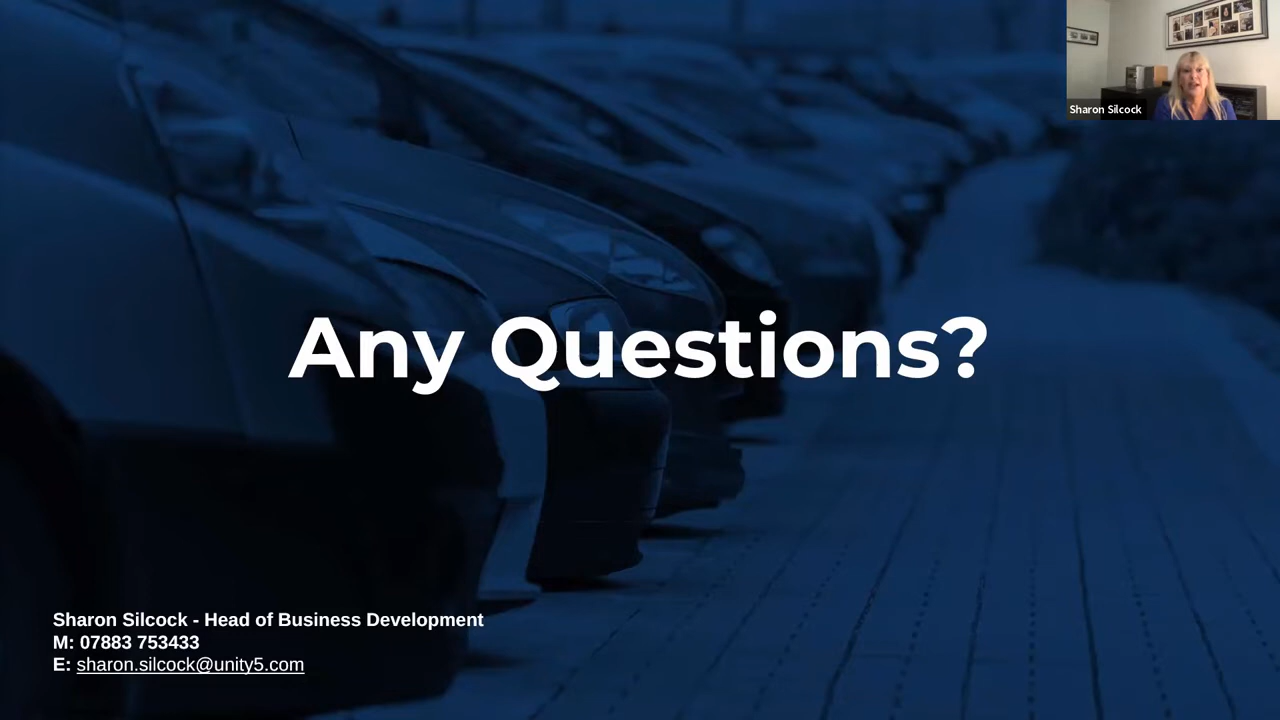 Sharon Silcock
Any Questions?
Sharon Silcock - Head of Business Development
M: 07883 753433
E: sharon.silcock@unity5.com